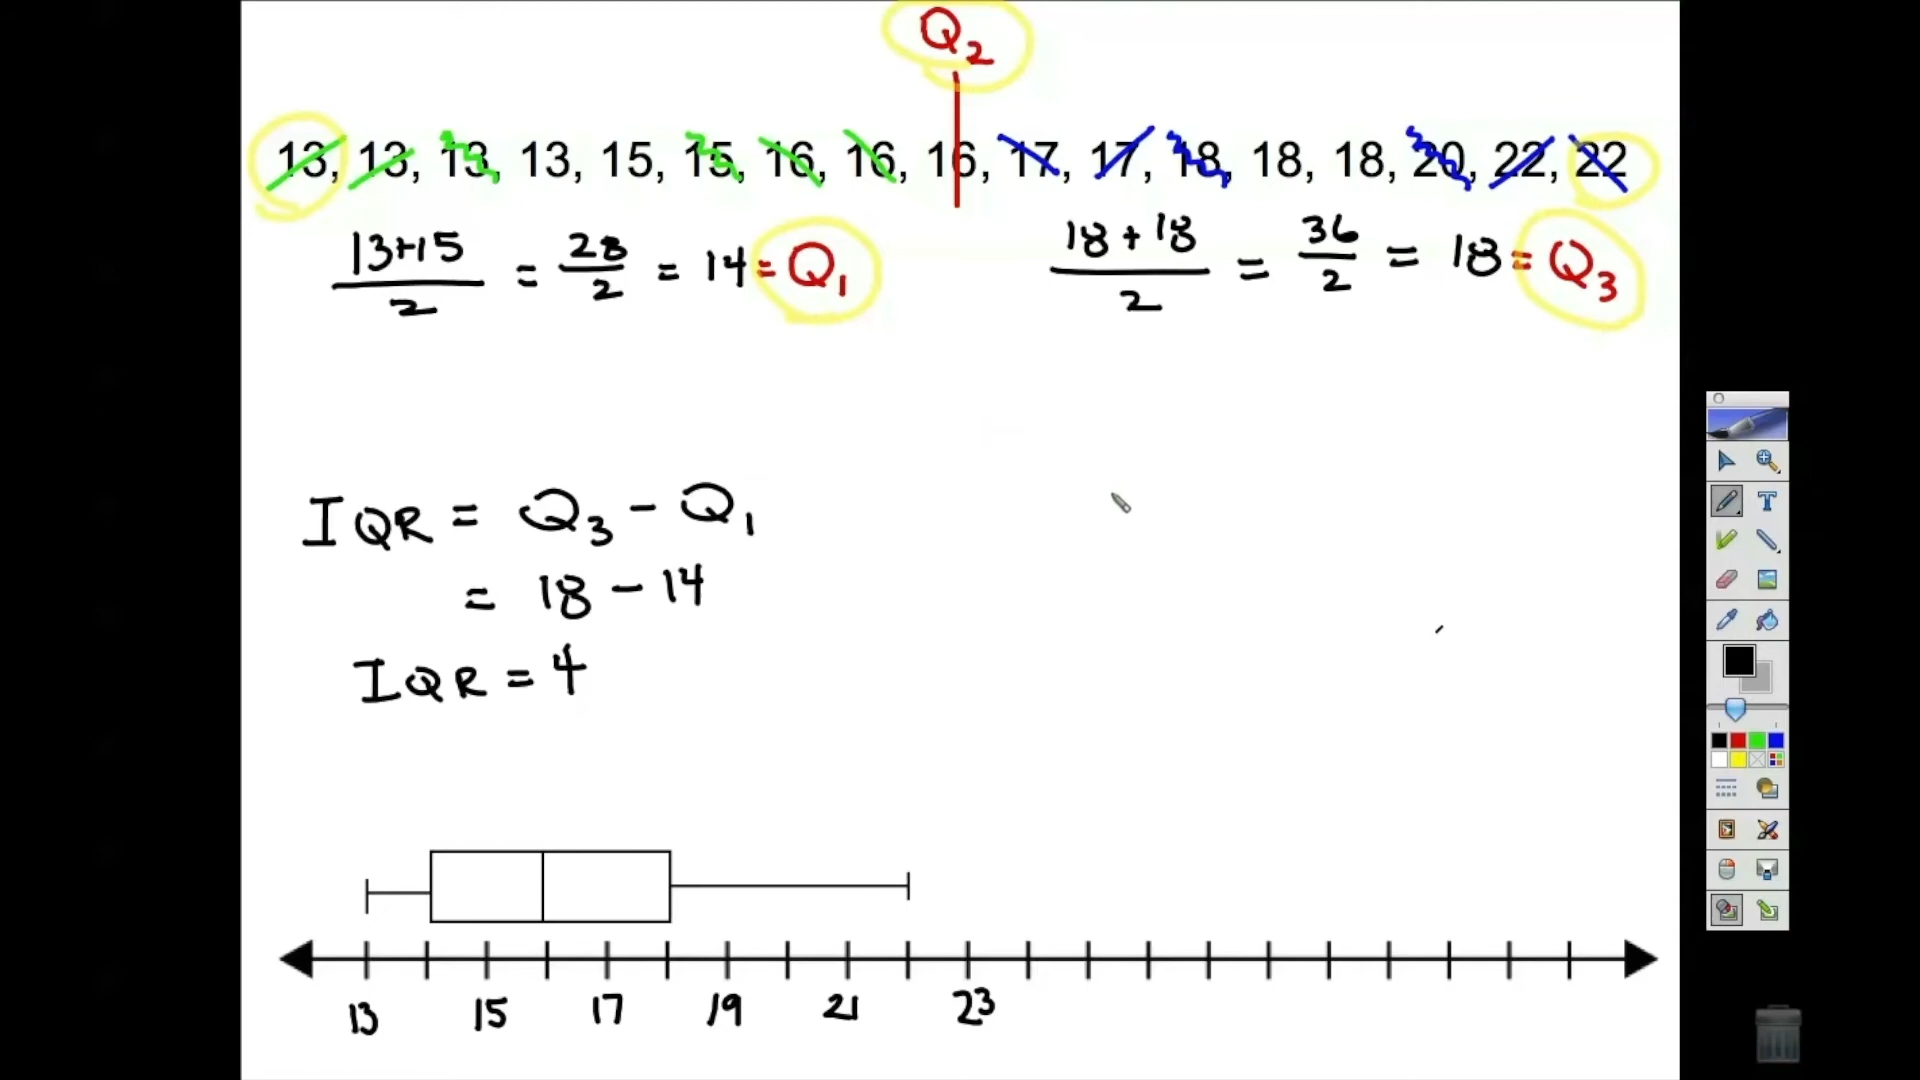 Q2
13, 13, 13, 13, 15, 15, 16, 16, 16, 17, 17, 18, 18, 18, 20, 22, 22
13+15/2 = 28/2 = 14 = Q1
18+18/2 = 36/2 = 18 = Q3
IQR = Q3 - Q1
= 18 - 14
IQR = 4
13 15 17 19 21 23